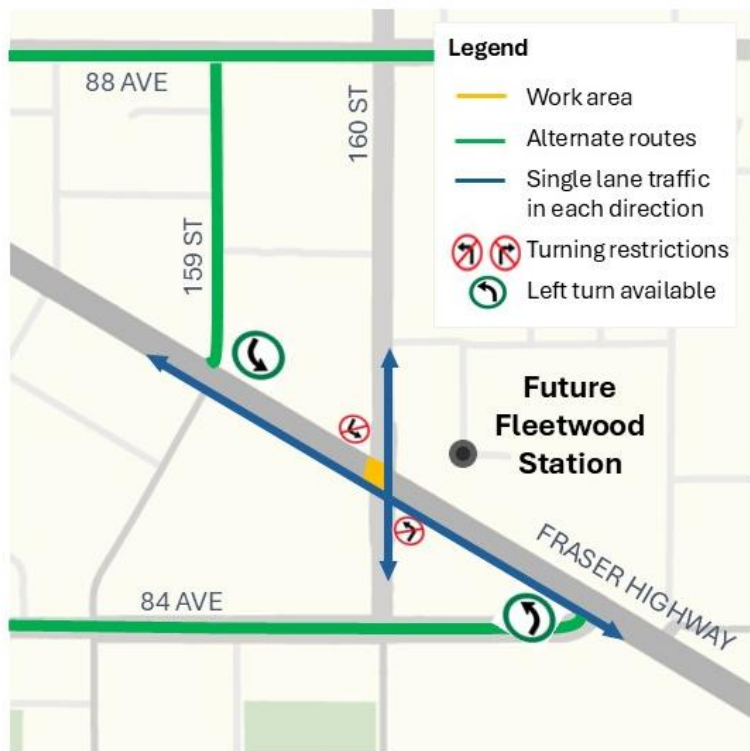 Legend
Work area
Alternate routes
Single lane traffic
in each direction
Turning restrictions
Left turn available
88 AVE
160 ST
159 ST
Future
Fleetwood
Station
FRASER HIGHWAY
84 AVE